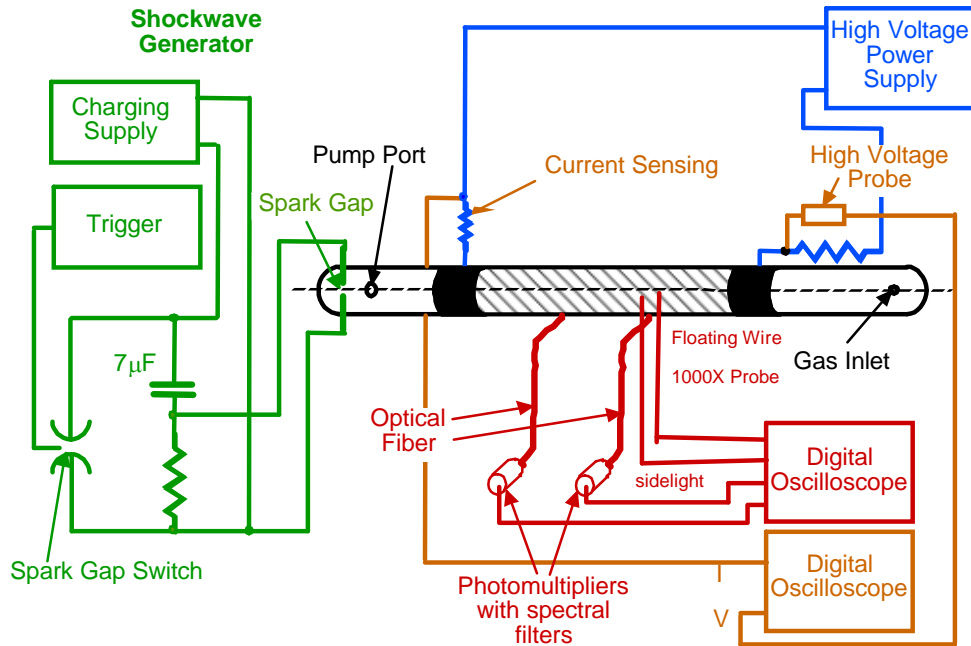 Shockwave
Generator
High Voltage
Power
Supply
Charging
Supply
Pump Port
Current Sensing
High Voltage
Probe
Spark Gap
Trigger
7μF
Floating Wire
1000X Probe
Gas Inlet
Optical
Fiber
sidelight
Digital
Oscilloscope
Spark Gap Switch
Photomultipliers
with spectral
filters
I
V
Digital
Oscilloscope